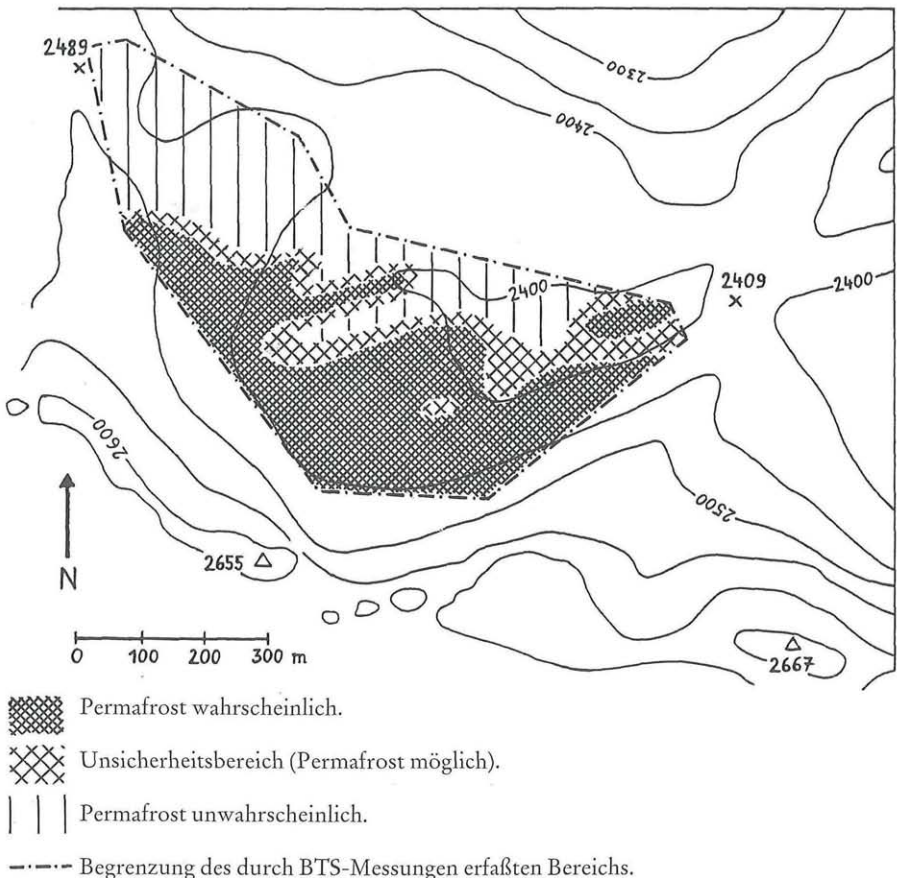 2489
2300
2400
2409
2400
2400
2600
2500
2655
N
2667
0 100 200 300 m
Permafrost wahrscheinlich.
Unsicherheitsbereich (Permafrost möglich).
Permafrost unwahrscheinlich.
Begrenzung des durch BTS-Messungen erfaßten Bereichs.